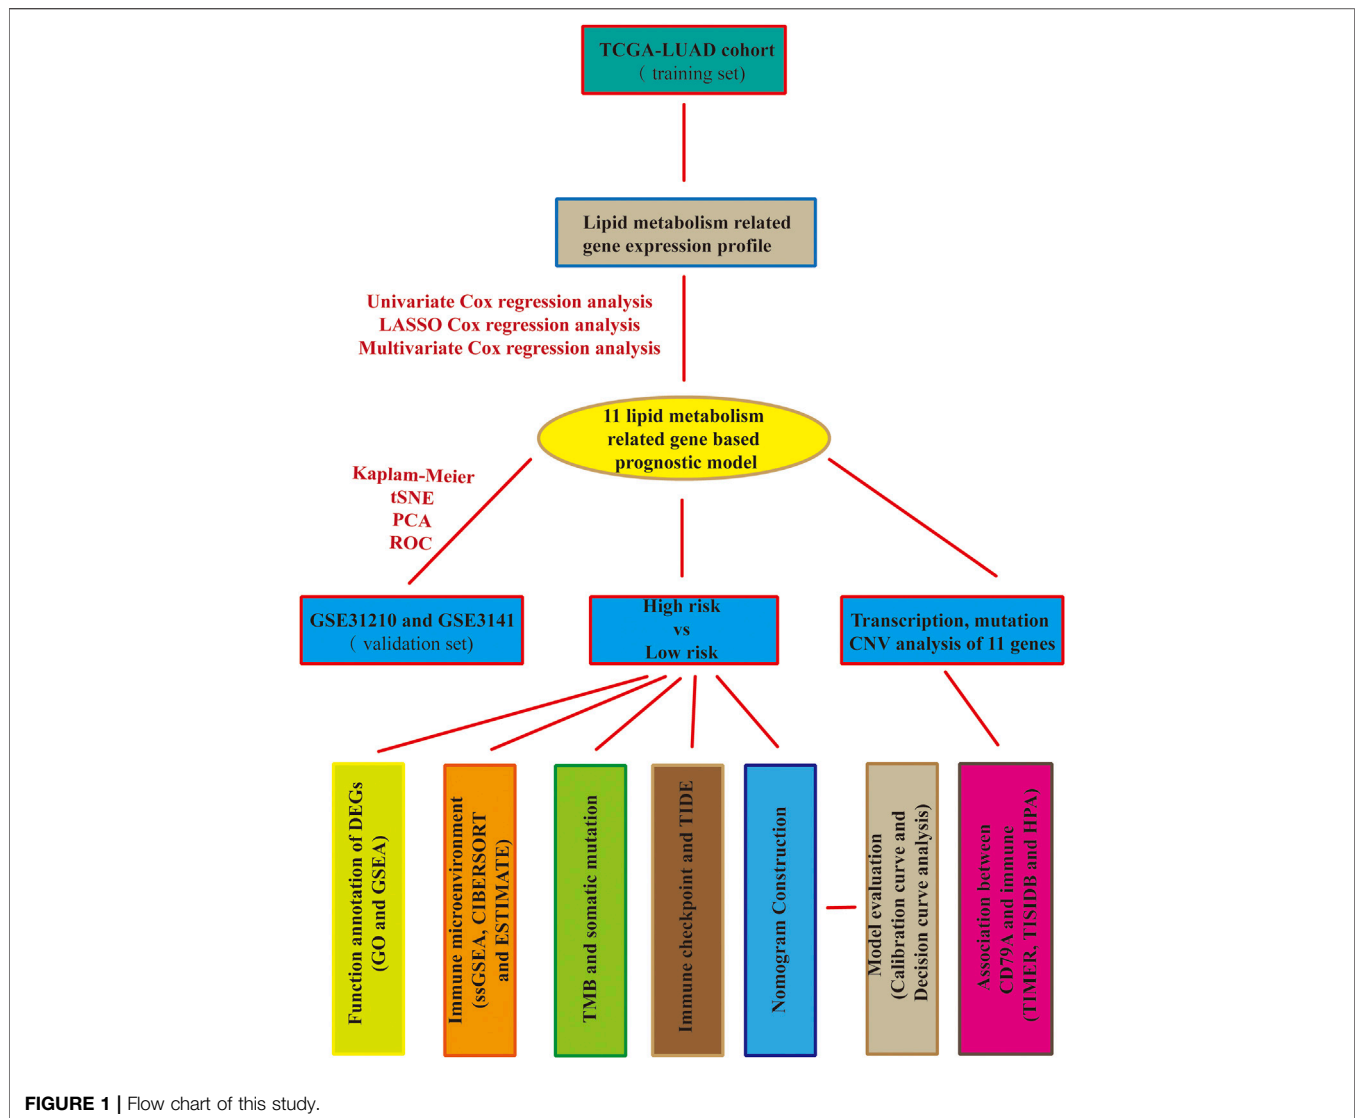 TCGA-LUAD cohort
( training set)
Lipid metabolism related
gene expression profile
Univariate Cox regression analysis
LASSO Cox regression analysis
Multivariate Cox regression analysis
11 lipid metabolism
related gene based
prognostic model
Kaplam-Meier
tSNE
PCA
ROC
GSE31210 and GSE3141
( validation set)
High risk
vs
Low risk
Transcription, mutation
CNV analysis of 11 genes
Function annotation of DEGs
(GO and GSEA)
Immune microenvironment
(ssGSEA, CIBERSORT
and ESTIMATE)
TMB and somatic mutation
Immune checkpoint and TIDE
Nomogram Construction
Model evaluation
(Calibration curve and
Decision curve analysis)
Association between
CD79A and immune
(TIMER, TISIDB and HPA)
FIGURE 1 | Flow chart of this study.